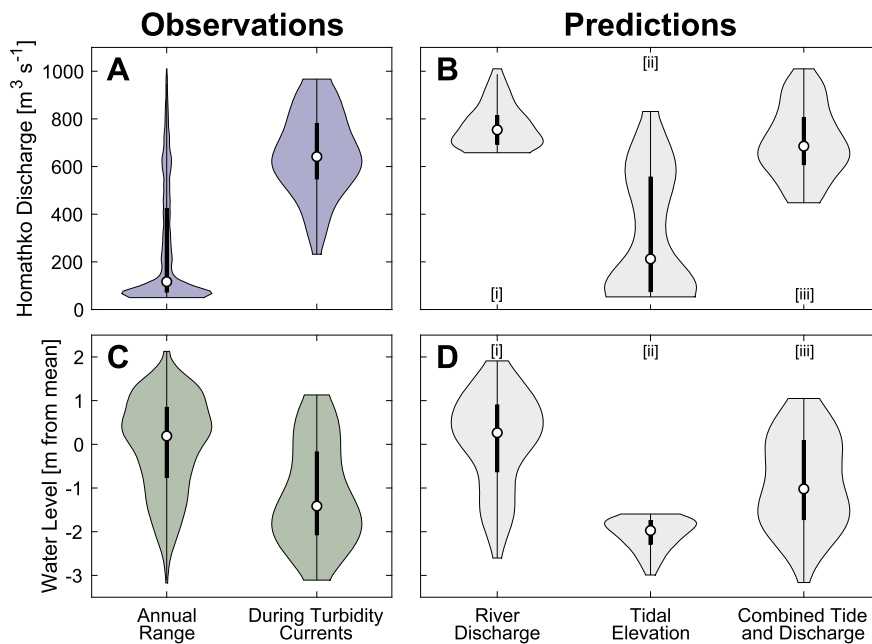 Observations
Predictions
A
B
[ii]
Homathko Discharge [m³ s⁻¹]
1000
800
600
400
200
0
[i]
[iii]
C
D
[i]
[ii]
[iii]
Water Level [m from mean]
2
1
0
-1
-2
-3
Annual
Range
During Turbidity
Currents
River
Discharge
Tidal
Elevation
Combined Tide
and Discharge